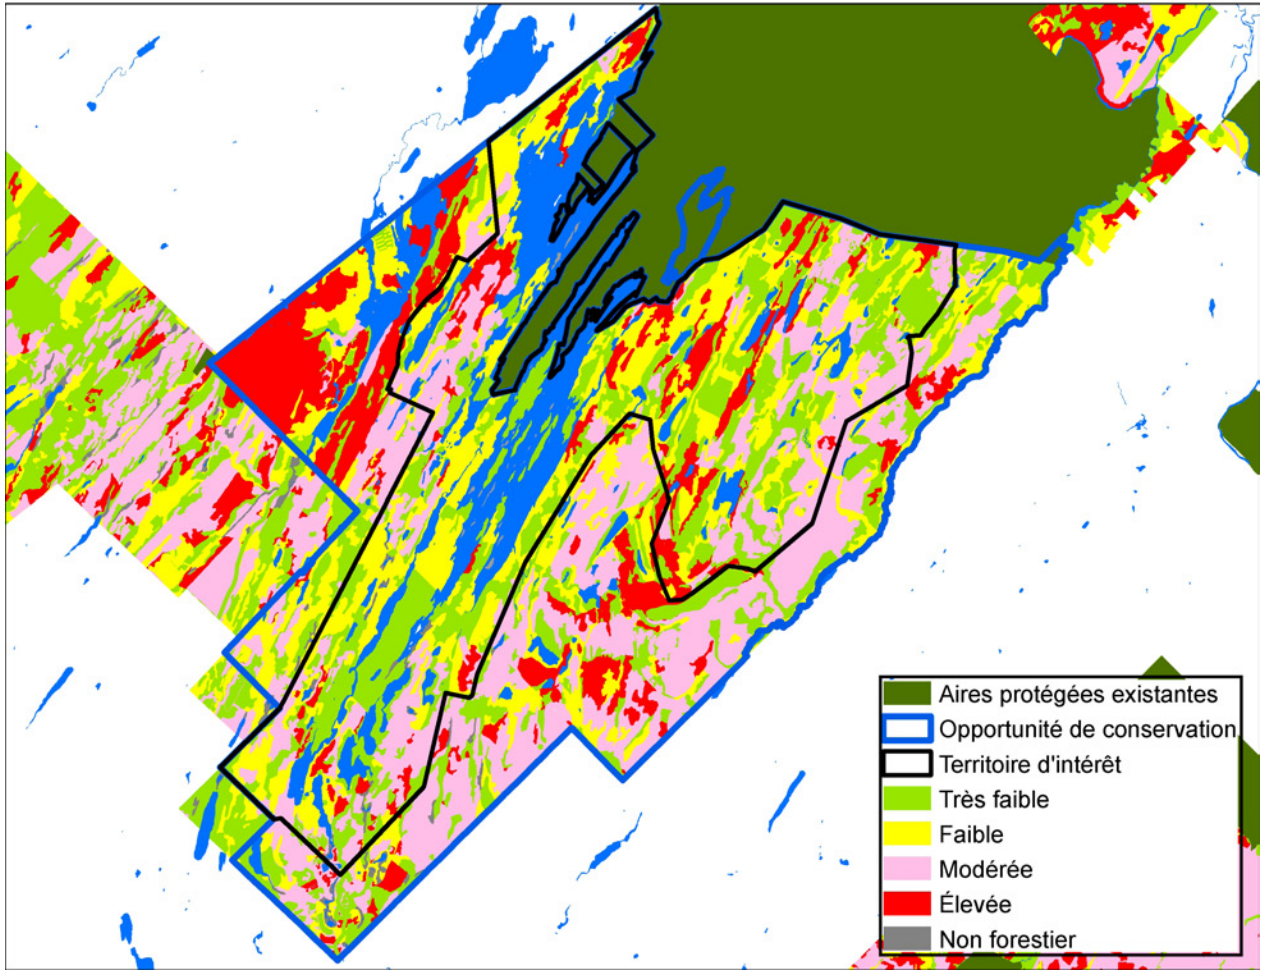 Aires protégées existantes
Opportunité de conservation
Territoire d'intérêt
Très faible
Faible
Modérée
Élevée
Non forestier